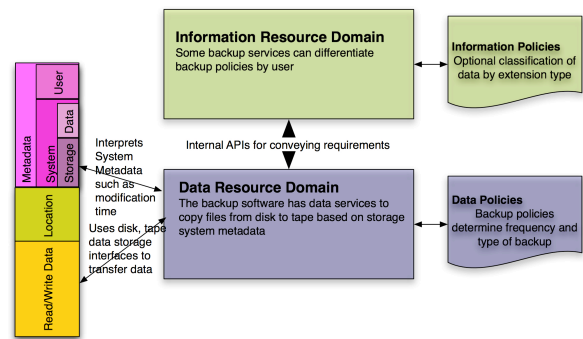 Information Resource Domain
Some backup services can differentiate
backup policies by user
Information Policies
Optional classification of
data by extension type
User
Metadata
System
Data
Storage
Location
Read/Write Data
Interprets
System
Metadata
such as
modification
time
Uses disk, tape
data storage
interfaces to
transfer data
Internal APIs for conveying requirements
Data Resource Domain
The backup software has data services to
copy files from disk to tape based on storage
system metadata
Data Policies
Backup policies
determine frequency and
type of backup